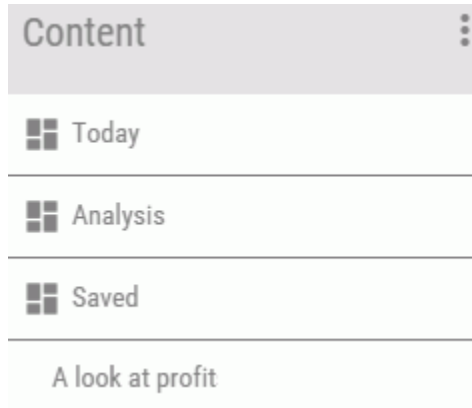 Content
Today
Analysis
Saved
A look at profit